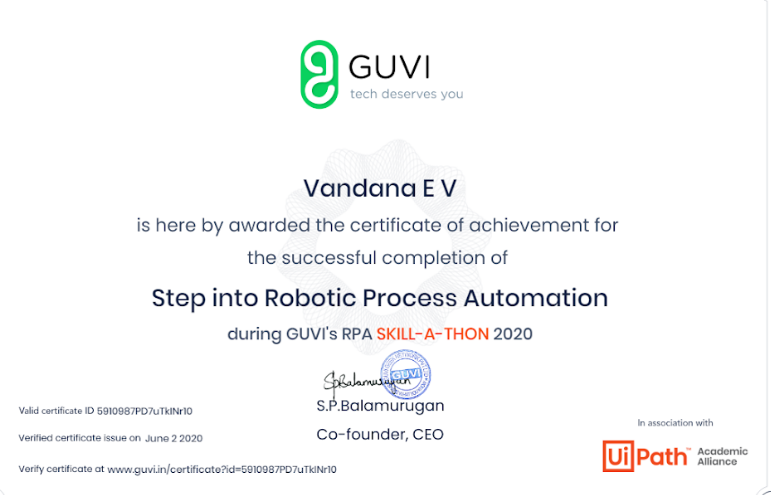 GUVI
tech deserves you
Vandana E V
is here by awarded the certificate of achievement for
the successful completion of
Step into Robotic Process Automation
during GUVI's RPA SKILL-A-THON 2020
SpBalamurugan
GUVI
S.P.Balamurugan
Co-founder, CEO
Valid certificate ID 5910987PD7uTkINr10
Verified certificate issue on June 2 2020
Verify certificate at www.guvi.in/certificate?id=5910987PD7uTkINr10
In association with
UiPath™ Academic
Alliance